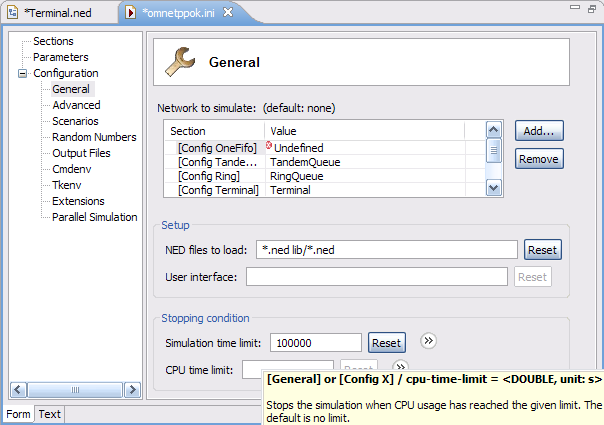 *Terminal.ned
*omnetppok.ini
Sections
Parameters
Configuration
General
Advanced
Scenarios
Random Numbers
Output Files
Cmdenv
Tkenv
Extensions
Parallel Simulation
General
Network to simulate: (default: none)
Section Value
[Config OneFifo] Undefined
[Config Tande... TandemQueue
[Config Ring] RingQueue
[Config Terminal] Terminal
Add...
Remove
Setup
NED files to load: *.ned lib/*.ned Reset
User interface: Reset
Stopping condition
Simulation time limit: 100000 Reset
CPU time limit: Reset
[General] or [Config X] / cpu-time-limit = <DOUBLE, unit: s>
Stops the simulation when CPU usage has reached the given limit. The
default is no limit.
Form Text